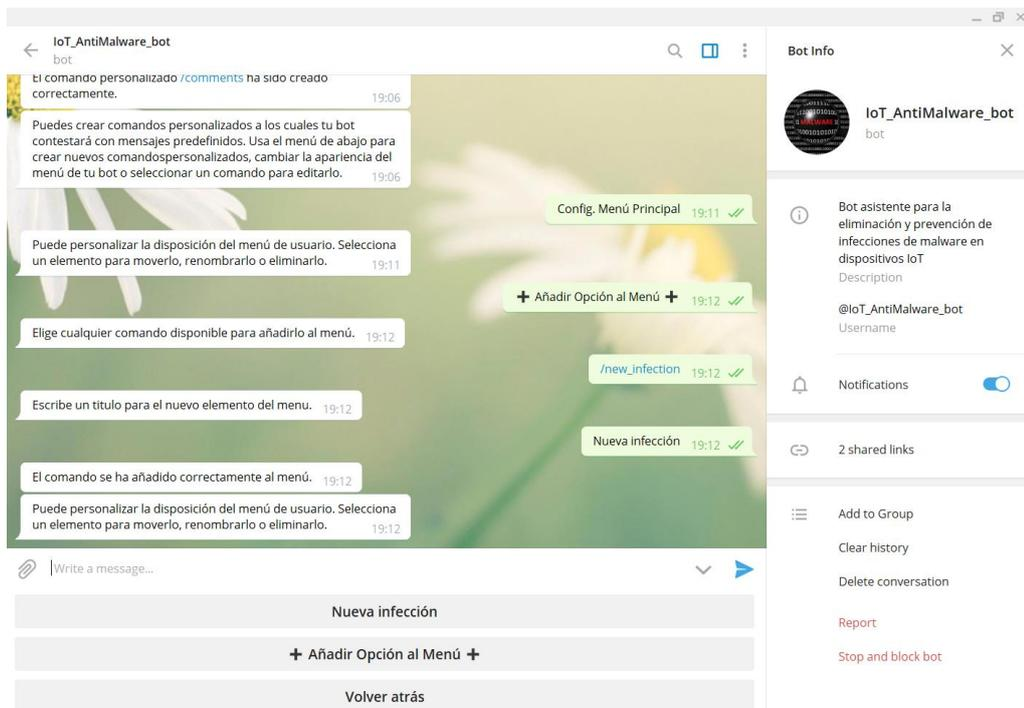 IoT_AntiMalware_bot
bot
El comando personalizado /comments ha sido creado
correctamente.
19:06
Puedes crear comandos personalizados a los cuales tu bot
contestará con mensajes predefinidos. Usa el menú de abajo para
crear nuevos comandospersonalizados, cambiar la apariencia del
menú de tu bot o seleccionar un comando para editarlo.
19:06
Config. Menú Principal 19:11
Puede personalizar la disposición del menú de usuario. Selecciona
un elemento para moverlo, renombrarlo o eliminarlo.
19:11
➕ Añadir Opción al Menú ➕ 19:12
Elige cualquier comando disponible para añadirlo al menú. 19:12
/new_infection 19:12
Escribe un titulo para el nuevo elemento del menu. 19:12
Nueva infección 19:12
El comando se ha añadido correctamente al menú. 19:12
Puede personalizar la disposición del menú de usuario. Selecciona
un elemento para moverlo, renombrarlo o eliminarlo.
19:12
Write a message...
Nueva infección
➕ Añadir Opción al Menú ➕
Volver atrás
Bot Info
MALWARE
IoT_AntiMalware_bot
bot
Bot asistente para la
eliminación y prevención de
infecciones de malware en
dispositivos IoT
Description
@IoT_AntiMalware_bot
Username
Notifications
2 shared links
Add to Group
Clear history
Delete conversation
Report
Stop and block bot